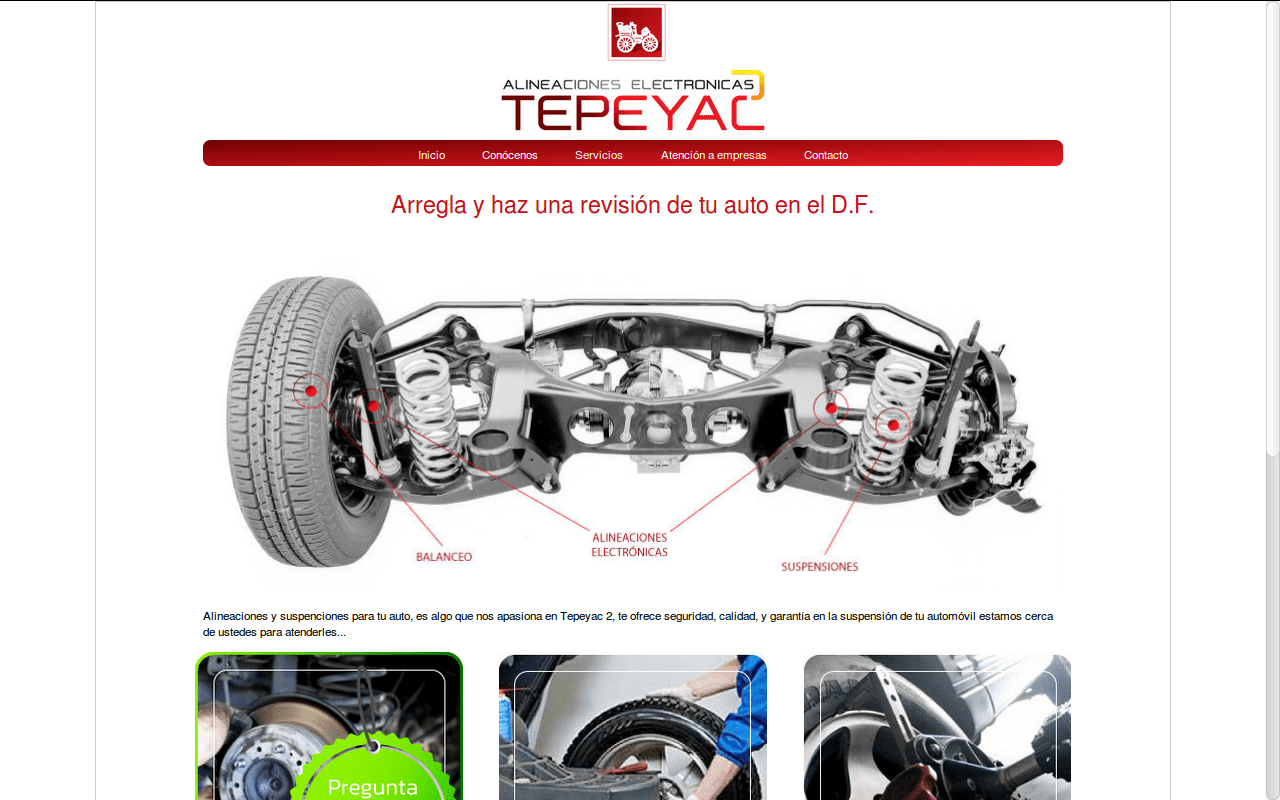 ALINEACIONES ELECTRONICAS
TEPEYAC 2
Inicio Conócenos Servicios Atención a empresas Contacto
Arregla y haz una revisión de tu auto en el D.F.
BALANCEO
ALINEACIONES
ELECTRÓNICAS
SUSPENSIONES
Alineaciones y suspenciones para tu auto, es algo que nos apasiona en Tepeyac 2, te ofrece seguridad, calidad, y garantía en la suspensión de tu automóvil estamos cerca
de ustedes para atenderles...
Pregunta